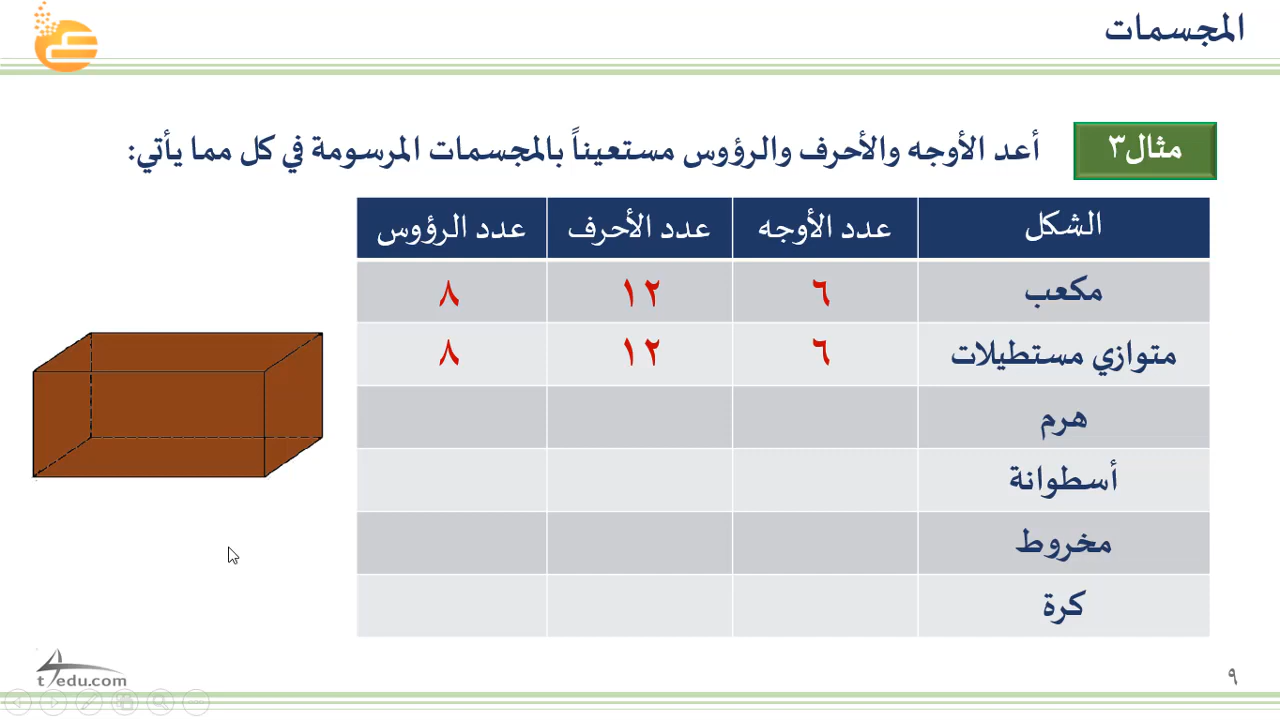 المجسمات
مثال٣
أعد الأوجه والأحرف والرؤوس مستعيناً بالمجسمات المرسومة في كل مما يأتي:
الشكل عدد الأوجه عدد الأحرف عدد الرؤوس
مكعب ٦ ١٢ ٨
متوازي مستطيلات ٦ ١٢ ٨
هرم
أسطوانة
مخروط
كرة
t4edu.com
٩